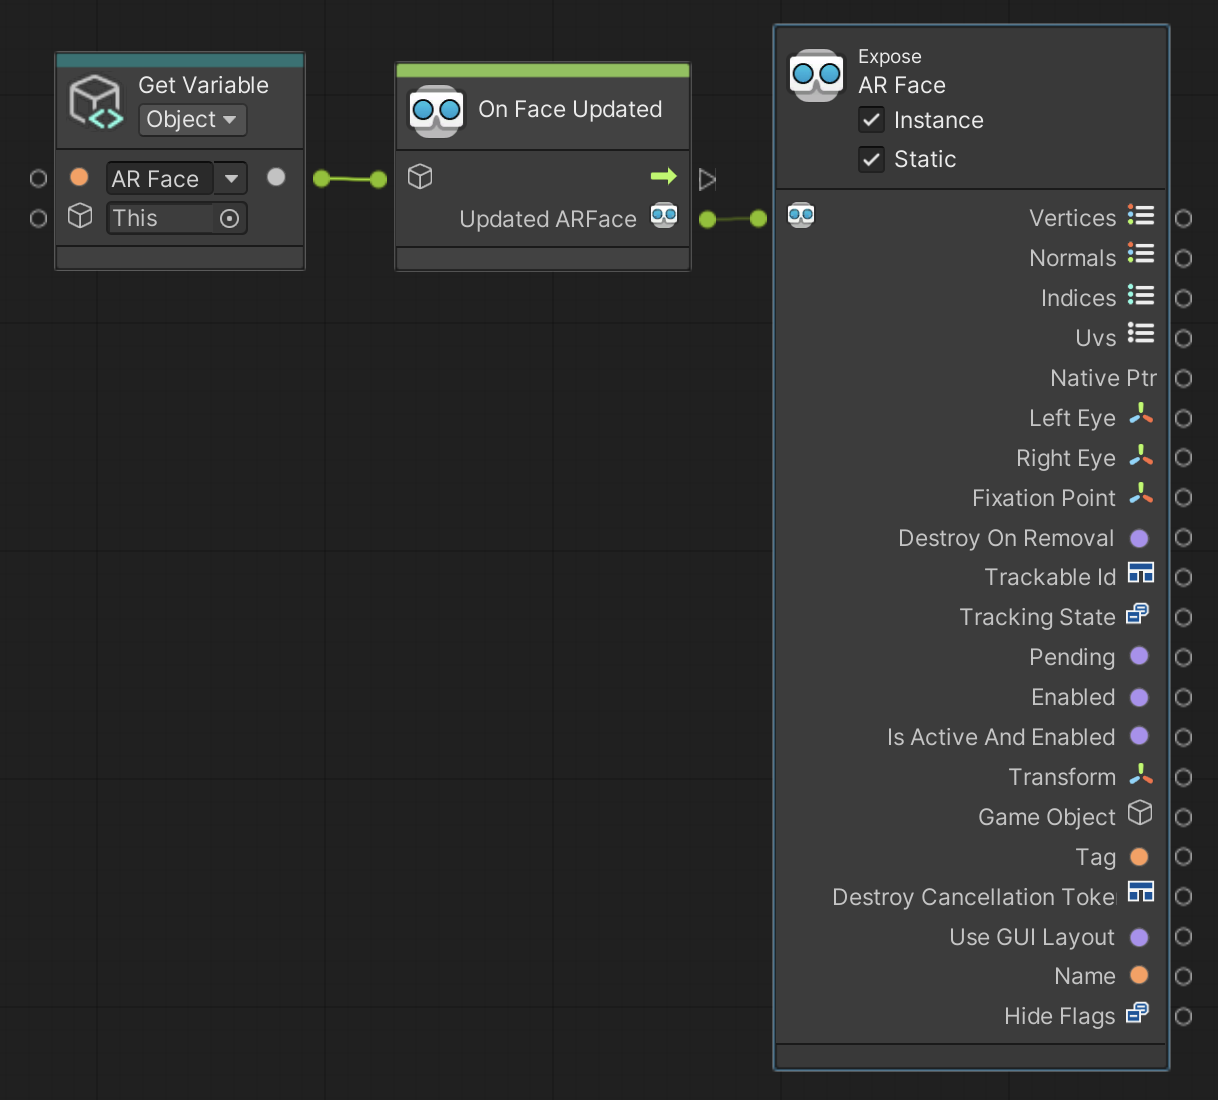 Get Variable
Object
AR Face
This
On Face Updated
Updated ARFace
Expose
AR Face
Instance
Static
Vertices
Normals
Indices
Uvs
Native Ptr
Left Eye
Right Eye
Fixation Point
Destroy On Removal
Trackable Id
Tracking State
Pending
Enabled
Is Active And Enabled
Transform
Game Object
Tag
Destroy Cancellation Toke
Use GUI Layout
Name
Hide Flags